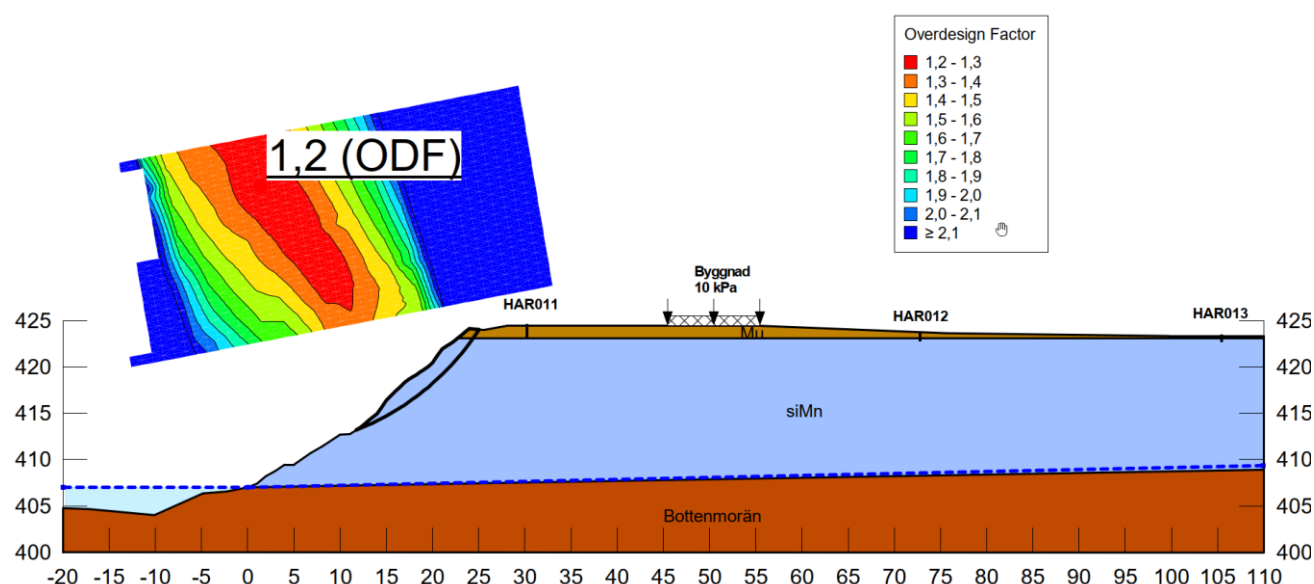 Overdesign Factor
1,2 - 1,3
1,3 - 1,4
1,4 - 1,5
1,5 - 1,6
1,6 - 1,7
1,7 - 1,8
1,8 - 1,9
1,9 - 2,0
2,0 - 2,1
≥ 2,1
1,2 (ODF)
Byggnad
10 kPa
HAR011
HAR012
HAR013
Mu
siMn
Bottenmorän
425
420
415
410
405
400
425
420
415
410
405
400
-20 -15 -10 -5 0 5 10 15 20 25 30 35 40 45 50 55 60 65 70 75 80 85 90 95 100 105 110